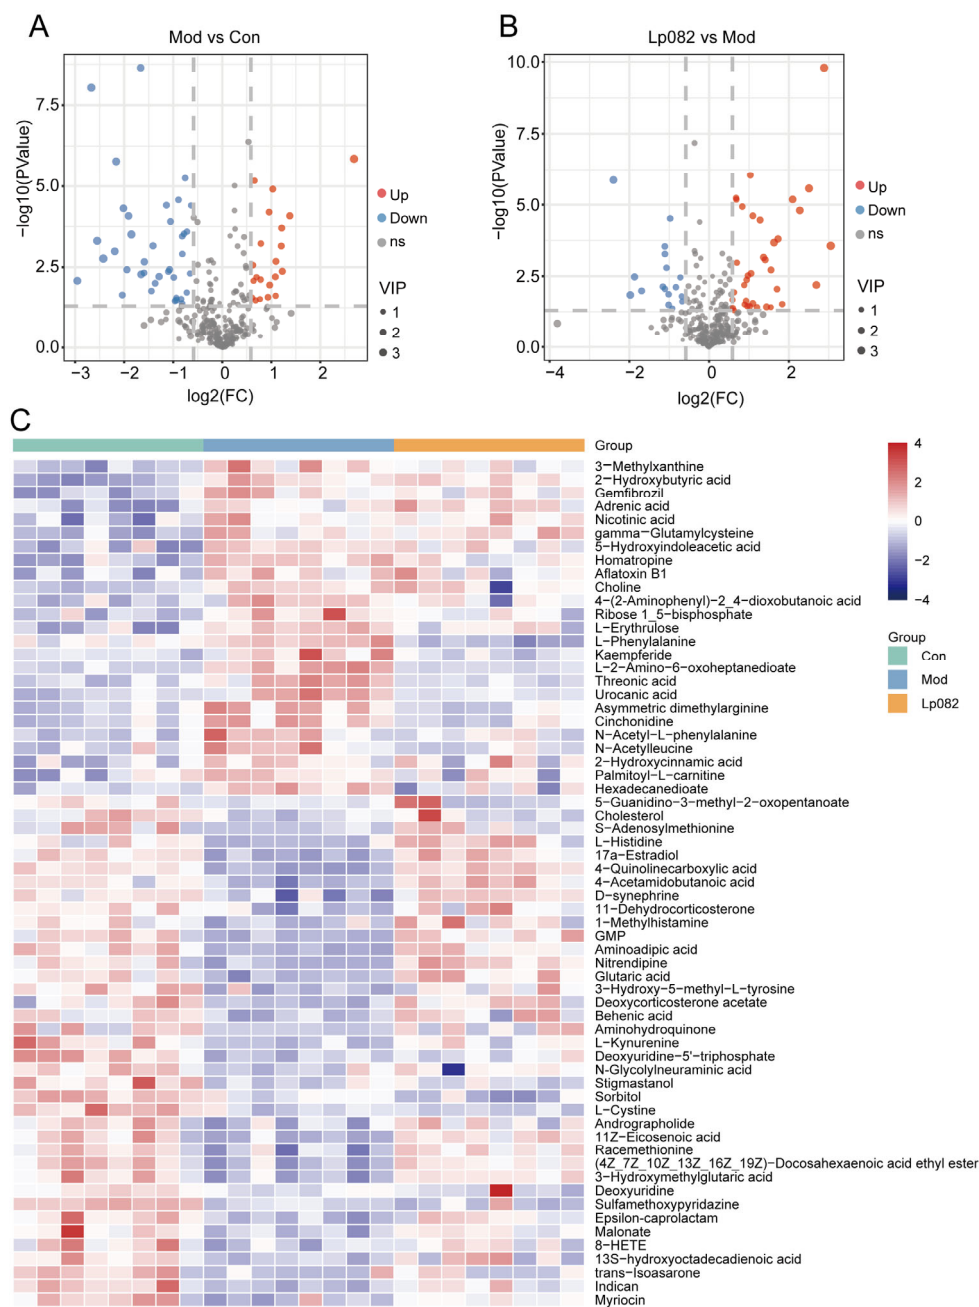 A
Mod vs Con
−log10(PValue)
7.5
5.0
2.5
0.0
−3
−2
−1
0
1
2
log2(FC)
Up
Down
ns
VIP
1
2
3
B
Lp082 vs Mod
−log10(PValue)
10.0
7.5
5.0
2.5
0.0
−4
−2
0
2
log2(FC)
Up
Down
ns
VIP
1
2
3
C
Group
3−Methylxanthine
2−Hydroxybutyric acid
Gemfibrozil
Adrenic acid
Nicotinic acid
gamma−Glutamylcysteine
5−Hydroxyindoleacetic acid
Homatropine
Aflatoxin B1
Choline
4−(2−Aminophenyl)−2_4−dioxobutanoic acid
Ribose 1_5−bisphosphate
L−Erythrulose
L−Phenylalanine
Kaempferide
L−2−Amino−6−oxoheptanedioate
Threonic acid
Urocanic acid
Asymmetric dimethylarginine
Cinchonidine
N−Acetyl−L−phenylalanine
N−Acetylleucine
2−Hydroxycinnamic acid
Palmitoyl−L−carnitine
Hexadecanedioate
5−Guanidino−3−methyl−2−oxopentanoate
Cholesterol
S−Adenosylmethionine
L−Histidine
17a−Estradiol
4−Quinolinecarboxylic acid
4−Acetamidobutanoic acid
D−synephrine
11−Dehydrocorticosterone
1−Methylhistamine
GMP
Aminoadipic acid
Nitrendipine
Glutaric acid
3−Hydroxy−5−methyl−L−tyrosine
Deoxycorticosterone acetate
Behenic acid
Aminohydroquinone
L−Kynurenine
Deoxyuridine−5'−triphosphate
N−Glycolylneuraminic acid
Stigmastanol
Sorbitol
L−Cystine
Andrographolide
11Z−Eicosenoic acid
Racemethionine
(4Z_7Z_10Z_13Z_16Z_19Z)−Docosahexaenoic acid ethyl ester
3−Hydroxymethylglutaric acid
Deoxyuridine
Sulfamethoxypyridazine
Epsilon−caprolactam
Malonate
8−HETE
13S−hydroxyoctadecadienoic acid
trans−Isoasarone
Indican
Myriocin
4
2
0
−2
−4
Group
Con
Mod
Lp082